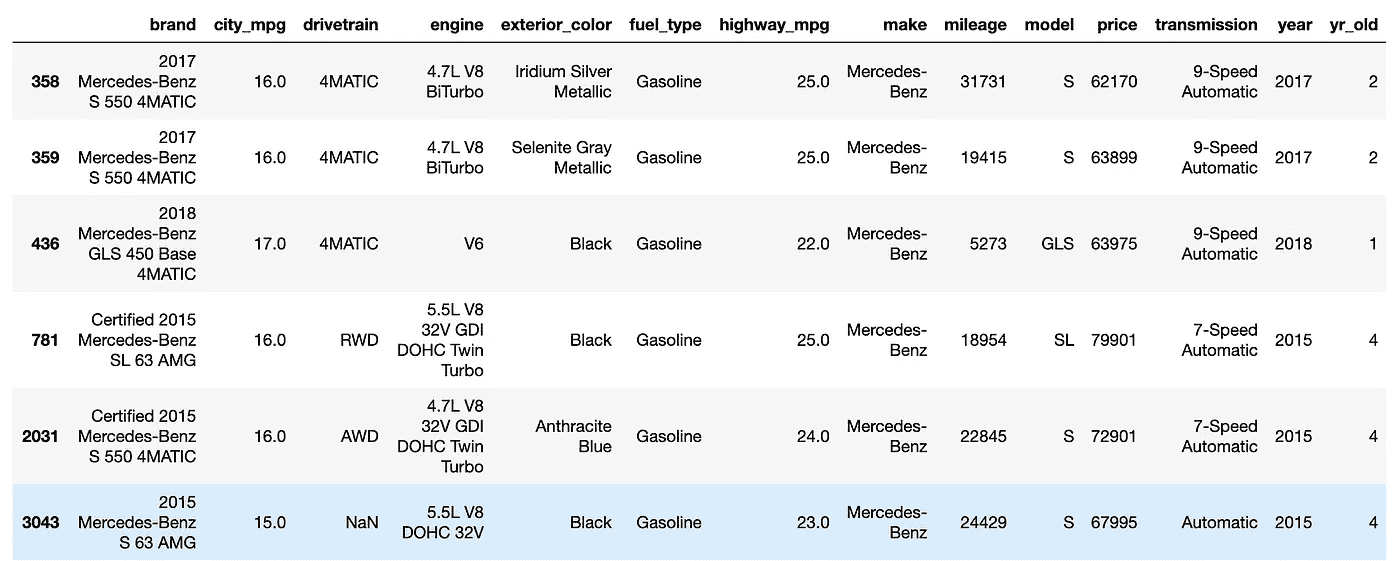 brand city_mpg drivetrain engine exterior_color fuel_type highway_mpg make mileage model price transmission year yr_old
358 2017 Mercedes-Benz S 550 4MATIC 16.0 4MATIC 4.7L V8 BiTurbo Iridium Silver Metallic Gasoline 25.0 Mercedes-Benz 31731 S 62170 9-Speed Automatic 2017 2
359 2017 Mercedes-Benz S 550 4MATIC 16.0 4MATIC 4.7L V8 BiTurbo Selenite Gray Metallic Gasoline 25.0 Mercedes-Benz 19415 S 63899 9-Speed Automatic 2017 2
436 2018 Mercedes-Benz GLS 450 Base 4MATIC 17.0 4MATIC V6 Black Gasoline 22.0 Mercedes-Benz 5273 GLS 63975 9-Speed Automatic 2018 1
781 Certified 2015 Mercedes-Benz SL 63 AMG 16.0 RWD 5.5L V8 32V GDI DOHC Twin Turbo Black Gasoline 25.0 Mercedes-Benz 18954 SL 79901 7-Speed Automatic 2015 4
2031 Certified 2015 Mercedes-Benz S 550 4MATIC 16.0 AWD 4.7L V8 32V GDI DOHC Twin Turbo Anthracite Blue Gasoline 24.0 Mercedes-Benz 22845 S 72901 7-Speed Automatic 2015 4
3043 2015 Mercedes-Benz S 63 AMG 15.0 NaN 5.5L V8 DOHC 32V Black Gasoline 23.0 Mercedes-Benz 24429 S 67995 Automatic 2015 4